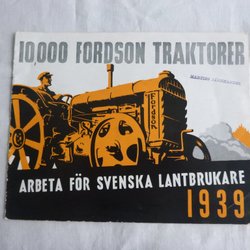 10.000 FORDSON TRAKTORER
FORDSON
ARBETA FÖR SVENSKA LANTBRUKARE
1939